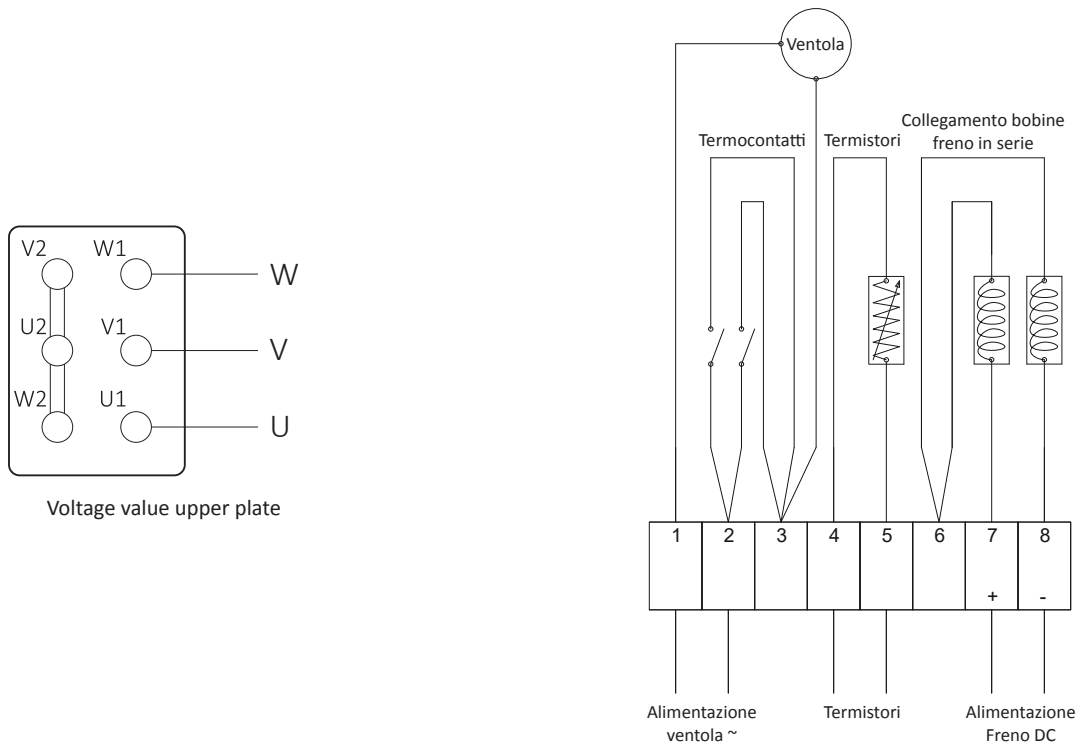 V2 W1
W
U2 V1
V
W2 U1
U
Voltage value upper plate
Ventola
Termocontatti
Termistori
Collegamento bobine
freno in serie
1 2 3 4 5 6 7 8
+ -
Alimentazione
ventola ~
Termistori
Alimentazione
Freno DC